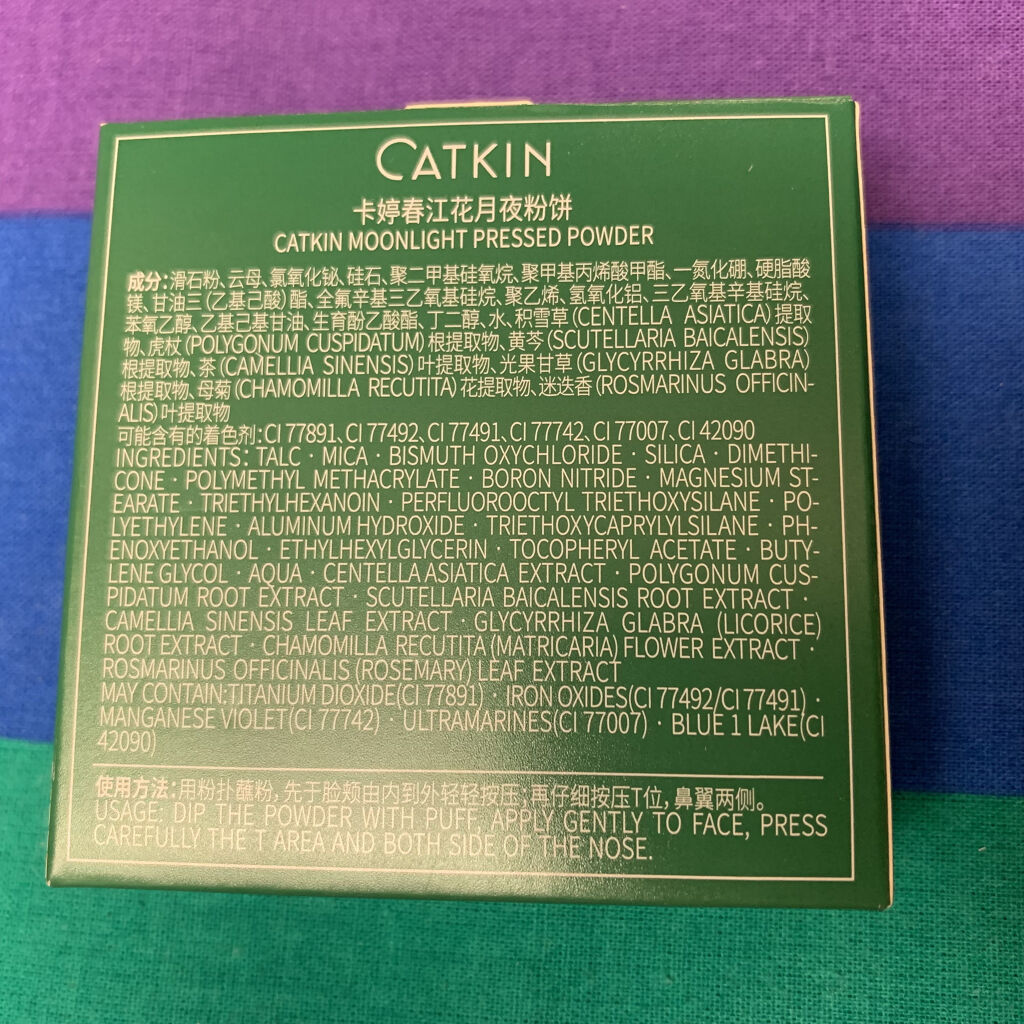 CATKIN
卡婷春江花月夜粉饼
CATKIN MOONLIGHT PRESSED POWDER
成分:滑石粉、云母、氯氧化铋、硅石、聚二甲基硅氧烷、聚甲基丙烯酸甲酯、一氮化硼、硬脂酸
镁、甘油三(乙基己酸)酯、全氟辛基三乙氧基硅烷、聚乙烯、氢氧化铝、三乙氧基辛基硅烷、
苯氧乙醇、乙基己基甘油、生育酚乙酸酯、丁二醇、水、积雪草(CENTELLA ASIATICA)提取
物、虎杖(POLYGONUM CUSPIDATUM)根提取物、黄芩(SCUTELLARIA BAICALENSIS)
根提取物、茶(CAMELLIA SINENSIS)叶提取物、光果甘草(GLYCYRRHIZA GLABRA)
根提取物、母菊(CHAMOMILLA RECUTITA)花提取物、迷迭香(ROSMARINUS OFFICIN-
ALIS)叶提取物
可能含有的着色剂:CI 77891、CI 77492、CI 77491、CI 77742、CI 77007、CI 42090
INGREDIENTS: TALC · MICA · BISMUTH OXYCHLORIDE · SILICA · DIMETHI-
CONE · POLYMETHYL METHACRYLATE · BORON NITRIDE · MAGNESIUM ST-
EARATE · TRIETHYLHEXANOIN · PERFLUOROOCTYL TRIETHOXYSILANE · PO-
LYETHYLENE · ALUMINUM HYDROXIDE · TRIETHOXYCAPRYLYLSILANE · PH-
ENOXYETHANOL · ETHYLHEXYLGLYCERIN · TOCOPHERYL ACETATE · BUTY-
LENE GLYCOL · AQUA · CENTELLA ASIATICA EXTRACT · POLYGONUM CUS-
PIDATUM ROOT EXTRACT · SCUTELLARIA BAICALENSIS ROOT EXTRACT ·
CAMELLIA SINENSIS LEAF EXTRACT · GLYCYRRHIZA GLABRA (LICORICE)
ROOT EXTRACT · CHAMOMILLA RECUTITA (MATRICARIA) FLOWER EXTRACT ·
ROSMARINUS OFFICINALIS (ROSEMARY) LEAF EXTRACT
MAY CONTAIN:TITANIUM DIOXIDE(CI 77891) · IRON OXIDES(CI 77492/CI 77491) ·
MANGANESE VIOLET(CI 77742) · ULTRAMARINES(CI 77007) · BLUE 1 LAKE(CI
42090)
使用方法:用粉扑蘸粉,先于脸颊由内到外轻轻按压;再仔细按压T位,鼻翼两侧。
USAGE: DIP THE POWDER WITH PUFF, APPLY GENTLY TO FACE, PRESS
CAREFULLY THE T AREA AND BOTH SIDE OF THE NOSE.